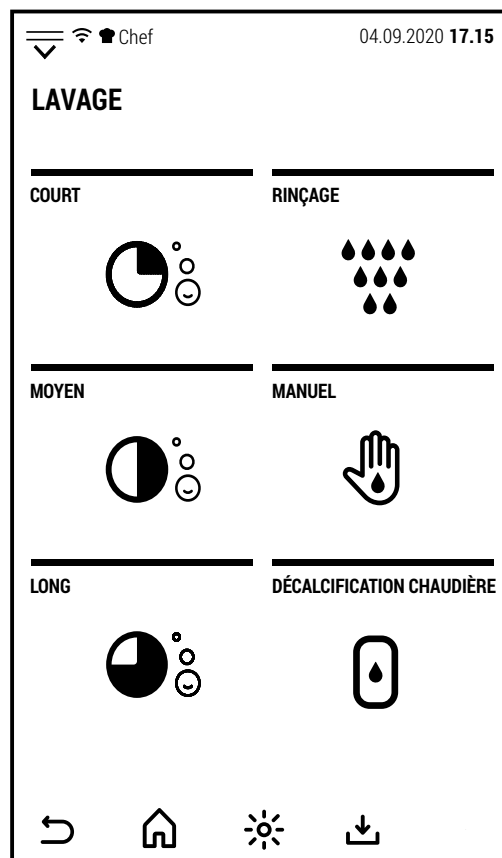 Chef 04.09.2020 17.15
LAVAGE
COURT RINÇAGE
MOYEN MANUEL
LONG DÉCALCIFICATION CHAUDIÈRE